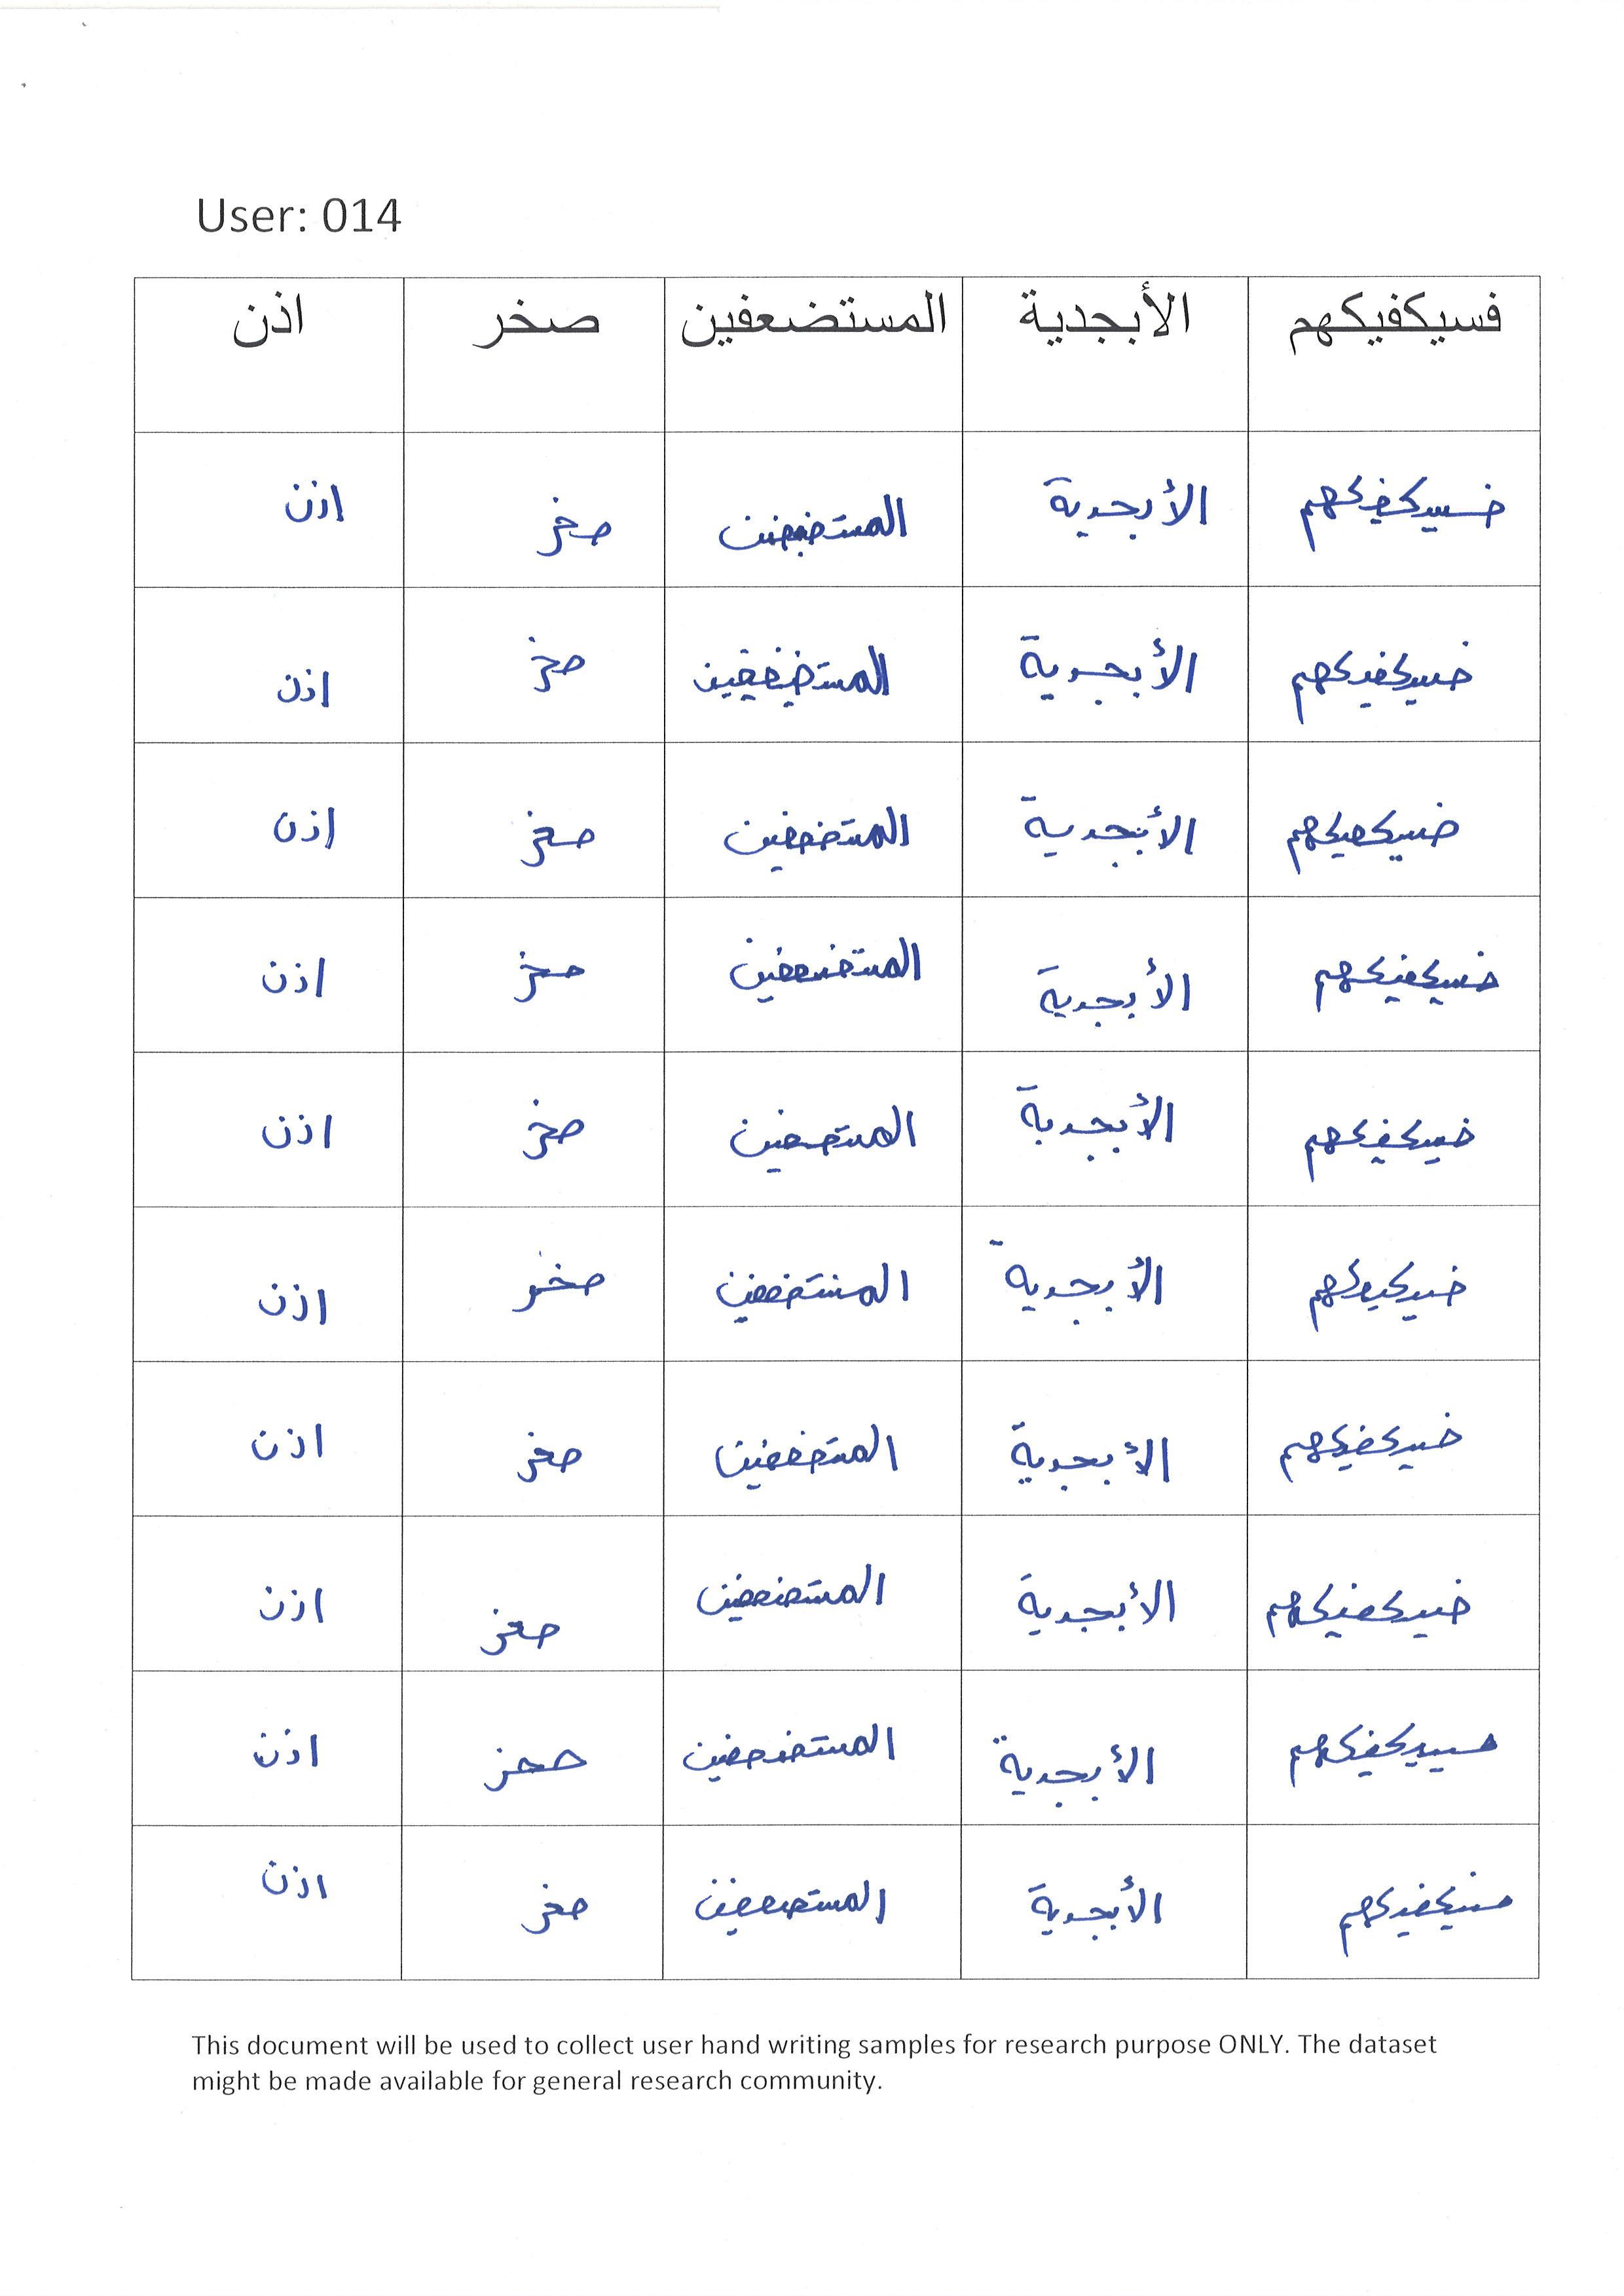 User: 014
فسيكفيكهم الأبجدية المستضعفين صخر اذن
فسيكفيكهم الأبجدية المستضعفين صخر اذن
فسيكفيكهم الأبجدية المستضعفين صخر اذن
فسيكفيكهم الأبجدية المستضعفين صخر اذن
فسيكفيكهم الأبجدية المستضعفين صخر اذن
فسيكفيكهم الأبجدية المستضعفين صخر اذن
فسيكفيكهم الأبجدية المستضعفين صخر اذن
فسيكفيكهم الأبجدية المستضعفين صخر اذن
فسيكفيكهم الأبجدية المستضعفين صخر اذن
فسيكفيكهم الأبجدية المستضعفين صخر اذن
فسيكفيكهم الأبجدية المستضعفين صخر اذن
This document will be used to collect user hand writing samples for research purpose ONLY. The dataset
might be made available for general research community.